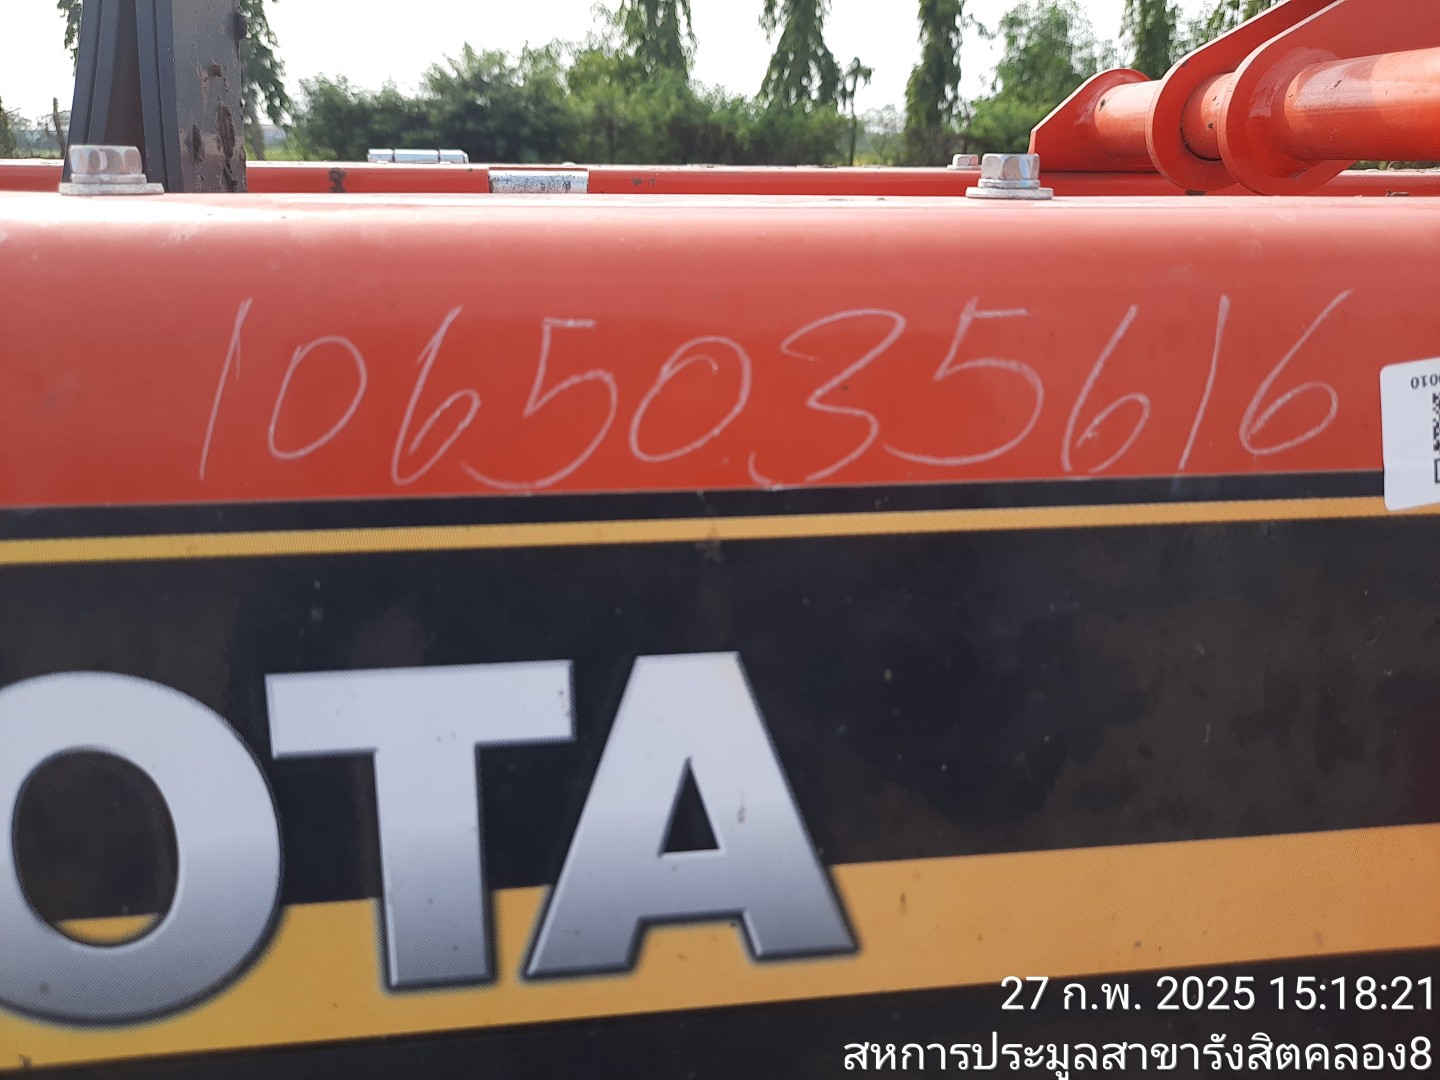 1065035616
0010
OTA
27 ก.พ. 2025 15:18:21
สหการประมูลสาขารังสิตคลอง8